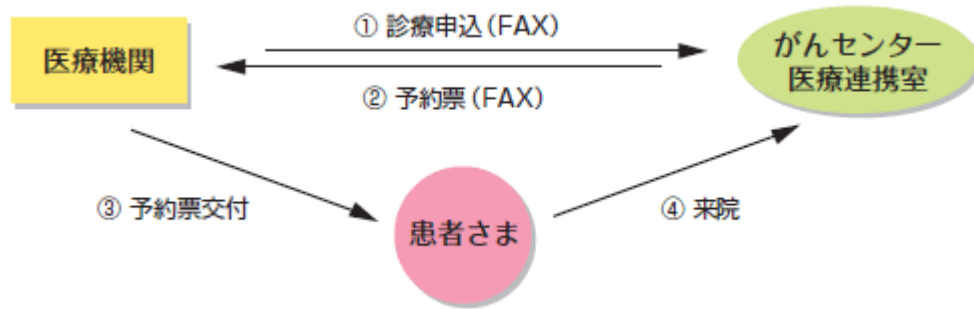 ① 診療申込(FAX)
医療機関
がんセンター
医療連携室
② 予約票(FAX)
③ 予約票交付
患者さま
④ 来院